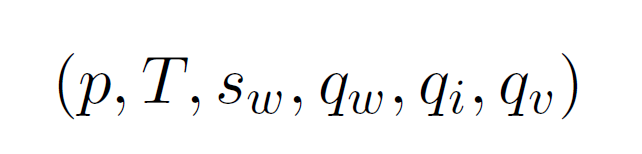 (p, T, s_w, q_w, q_i, q_v)